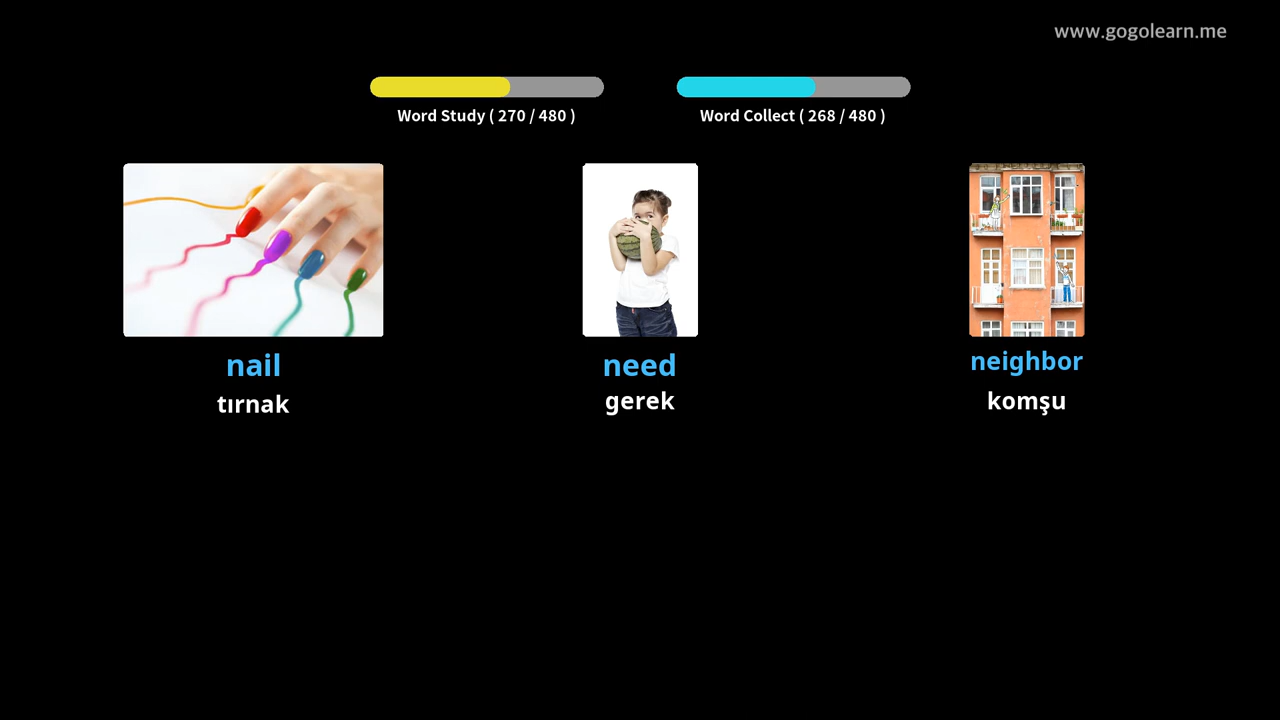 www.gogolearn.me
Word Study ( 270 / 480 )
Word Collect ( 268 / 480 )
nail
need
neighbor
tırnak
gerek
komşu